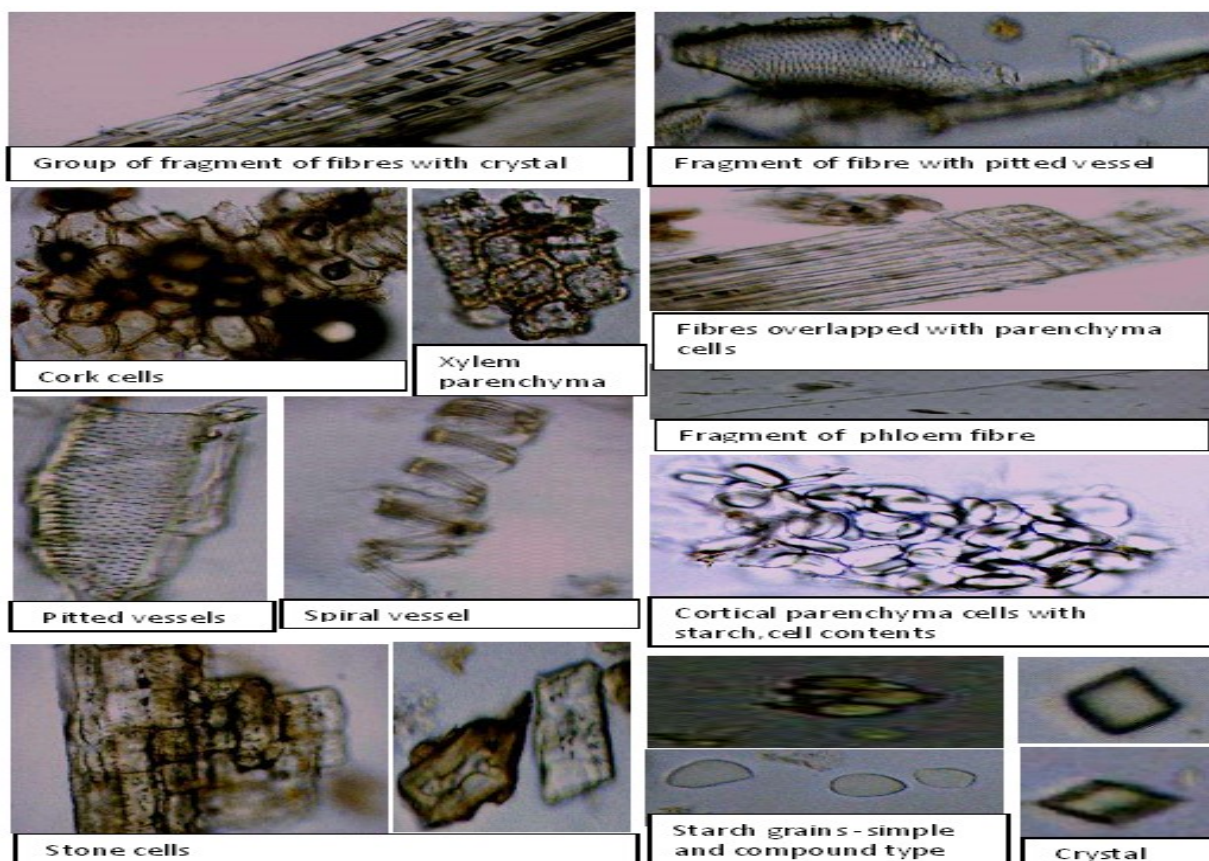 Group of fragment of fibres with crystal
Fragment of fibre with pitted vessel
Cork cells
Xylem
parenchyma
Fibres overlapped with parenchyma
cells
Fragment of phloem fibre
Pitted vessels
Spiral vessel
Cortical parenchyma cells with
starch,cell contents
Stone cells
Starch grains-simple
and compound type
Crystal